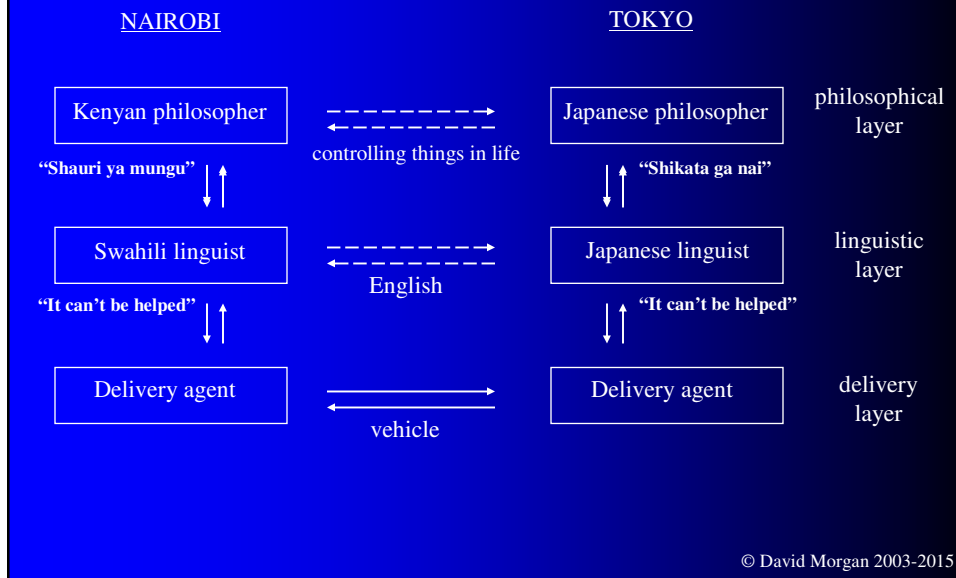 NAIROBI
TOKYO
Kenyan philosopher
Japanese philosopher
philosophical
layer
controlling things in life
“Shauri ya mungu”
“Shikata ga nai”
Swahili linguist
Japanese linguist
linguistic
layer
English
“It can’t be helped”
“It can’t be helped”
Delivery agent
Delivery agent
delivery
layer
vehicle
© David Morgan 2003-2015